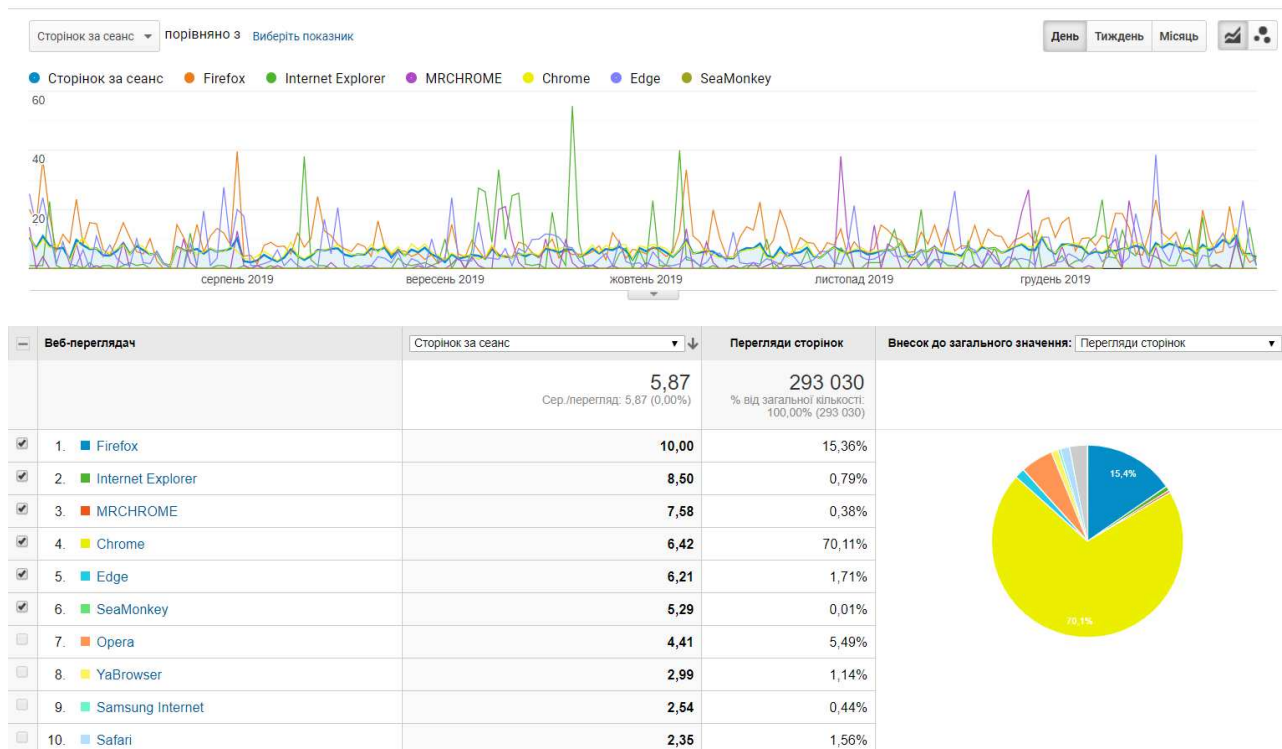 Сторінок за сеанс порівняно з Виберіть показник День Тиждень Місяць
Сторінок за сеанс Firefox Internet Explorer MRCHROME Chrome Edge SeaMonkey
60
40
20
серпень 2019 вересень 2019 жовтень 2019 листопад 2019 грудень 2019
Веб-переглядач Сторінок за сеанс Перегляди сторінок Внесок до загального значення: Перегляди сторінок
5,87 293 030
Сер./перегляд: 5,87 (0,00%) % від загальної кількості:
100,00% (293 030)
1. Firefox 10,00 15,36%
2. Internet Explorer 8,50 0,79%
3. MRCHROME 7,58 0,38%
4. Chrome 6,42 70,11%
5. Edge 6,21 1,71%
6. SeaMonkey 5,29 0,01%
7. Opera 4,41 5,49%
8. YaBrowser 2,99 1,14%
9. Samsung Internet 2,54 0,44%
10. Safari 2,35 1,56%
15,4%
70,1%